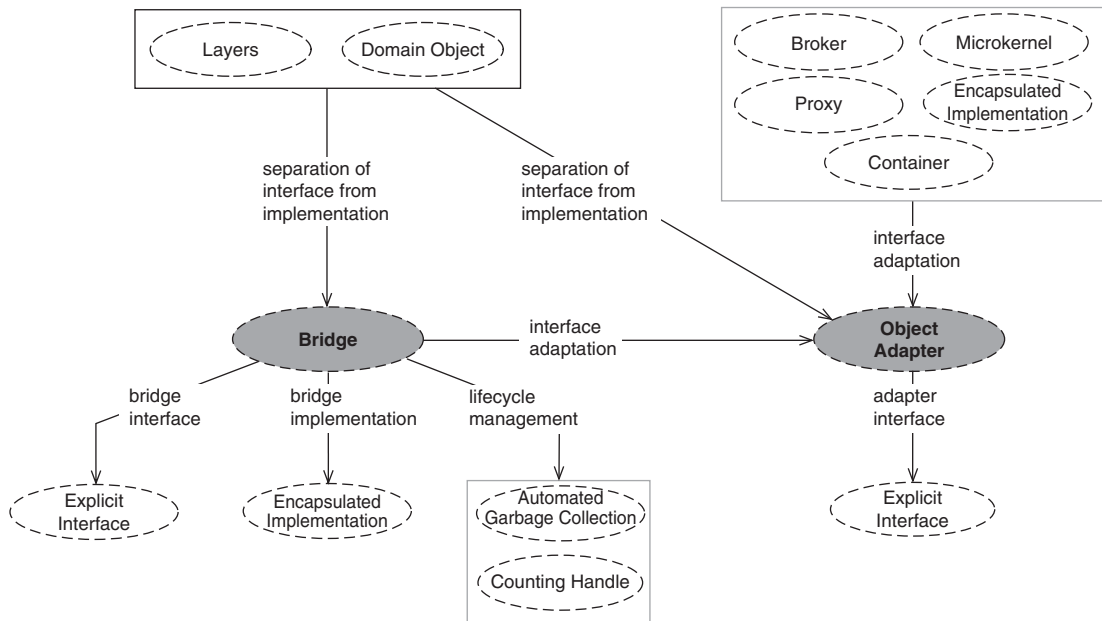 Layers
Domain Object
Broker
Microkernel
Proxy
Encapsulated
Implementation
Container
separation of
interface from
implementation
separation of
interface from
implementation
interface
adaptation
Bridge
interface
adaptation
Object
Adapter
bridge
interface
bridge
implementation
lifecycle
management
adapter
interface
Explicit
Interface
Encapsulated
Implementation
Automated
Garbage Collection
Counting Handle
Explicit
Interface